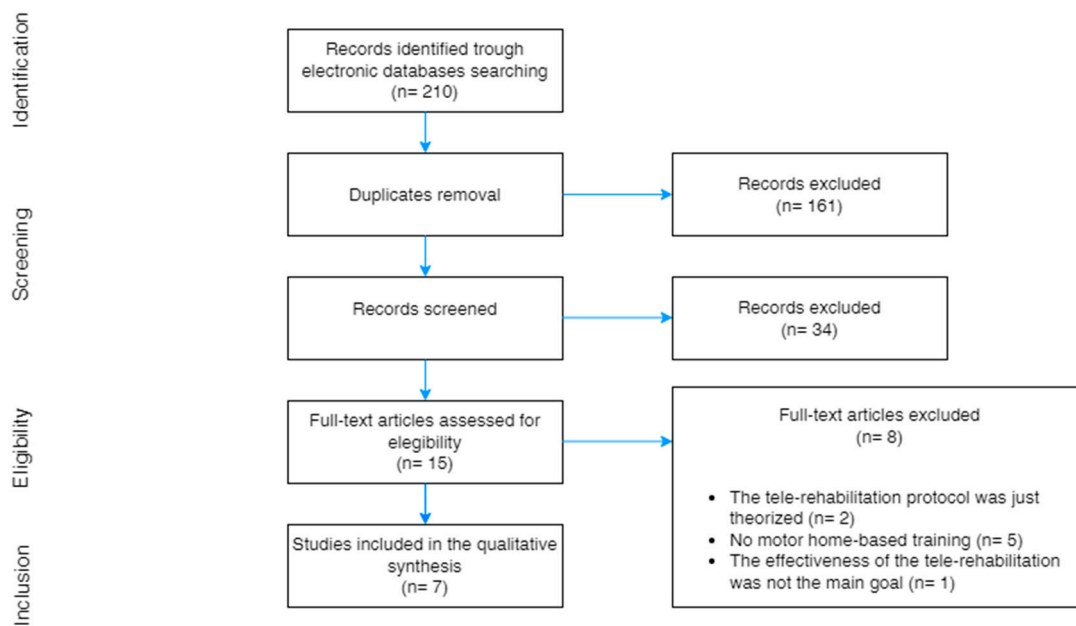 Identification
Records identified trough
electronic databases searching
(n= 210)
Screening
Duplicates removal
Records excluded
(n= 161)
Records screened
Records excluded
(n= 34)
Eligibility
Full-text articles assessed for
elegibility
(n= 15)
Full-text articles excluded
(n= 8)
• The tele-rehabilitation protocol was just
theorized (n= 2)
• No motor home-based training (n= 5)
• The effectiveness of the tele-rehabilitation
was not the main goal (n= 1)
Inclusion
Studies included in the qualitative
synthesis
(n= 7)